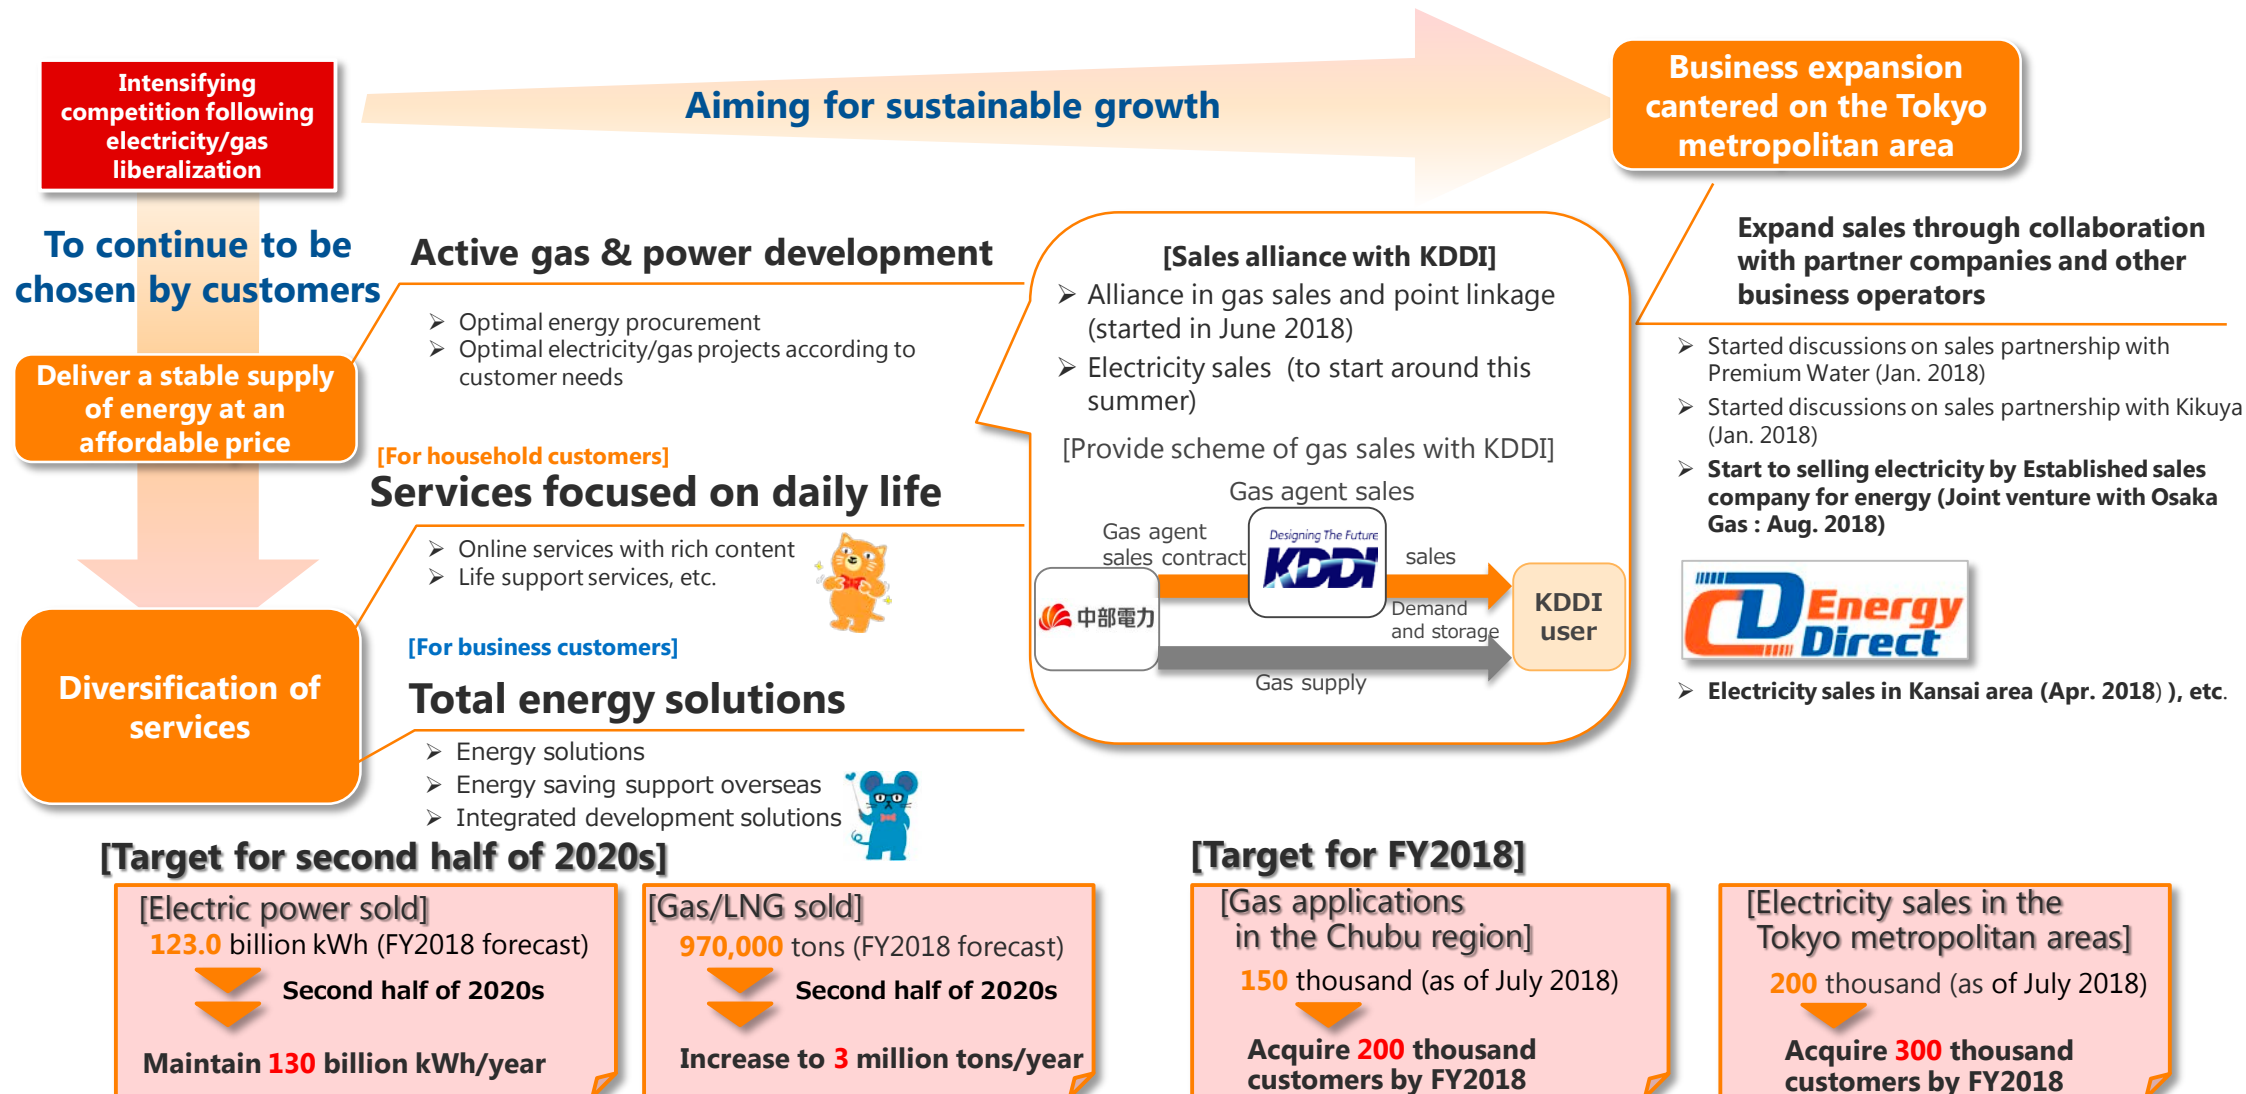 Intensifying
competition following
electricity/gas
liberalization
Aiming for sustainable growth
Business expansion
cantered on the Tokyo
metropolitan area
To continue to be
chosen by customers
Deliver a stable supply
of energy at an
affordable price
Diversification of
services
Active gas & power development
➢ Optimal energy procurement
➢ Optimal electricity/gas projects according to
customer needs
[For household customers]
Services focused on daily life
➢ Online services with rich content
➢ Life support services, etc.
[For business customers]
Total energy solutions
➢ Energy solutions
➢ Energy saving support overseas
➢ Integrated development solutions
[Sales alliance with KDDI]
➢ Alliance in gas sales and point linkage
(started in June 2018)
➢ Electricity sales (to start around this
summer)
[Provide scheme of gas sales with KDDI]
Gas agent sales
Gas agent
sales contract
Designing The Future
KDDI
sales
中部電力
Demand
and storage
KDDI
user
Gas supply
Expand sales through collaboration
with partner companies and other
business operators
➢ Started discussions on sales partnership with
Premium Water (Jan. 2018)
➢ Started discussions on sales partnership with Kikuya
(Jan. 2018)
➢ Start to selling electricity by Established sales
company for energy (Joint venture with Osaka
Gas : Aug. 2018)
CD Energy
Direct
➢ Electricity sales in Kansai area (Apr. 2018) ), etc.
[Target for second half of 2020s]
[Electric power sold]
123.0 billion kWh (FY2018 forecast)
Second half of 2020s
Maintain 130 billion kWh/year
[Gas/LNG sold]
970,000 tons (FY2018 forecast)
Second half of 2020s
Increase to 3 million tons/year
[Target for FY2018]
[Gas applications
in the Chubu region]
150 thousand (as of July 2018)
Acquire 200 thousand
customers by FY2018
[Electricity sales in the
Tokyo metropolitan areas]
200 thousand (as of July 2018)
Acquire 300 thousand
customers by FY2018